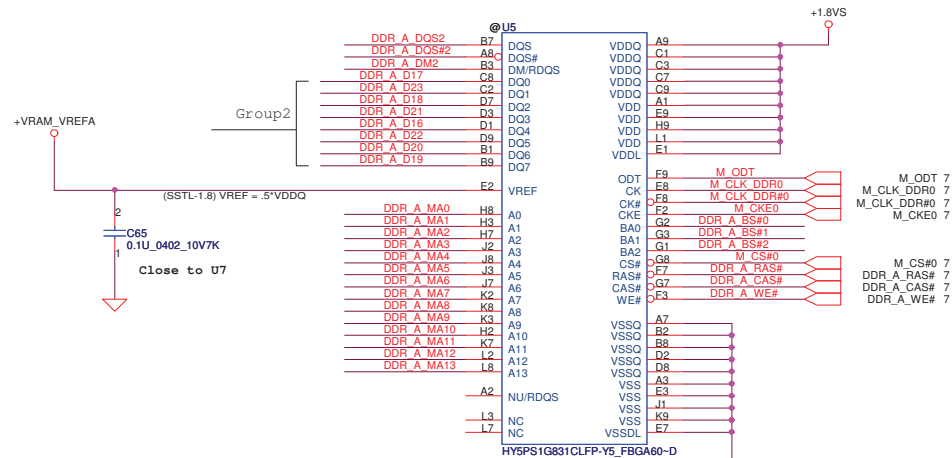 @ U5
+1.8VS
DDR_A_DQS2 B7 DQS VDDQ A9
DDR_A_DQS#2 A8 DQS# VDDQ C1
DDR_A_DM2 B3 DM/RDQS VDDQ C3
DDR_A_D17 C8 DQ0 VDDQ C7
DDR_A_D23 C2 DQ1 VDDQ C9
DDR_A_D18 D7 DQ2 VDD A1
DDR_A_D21 D3 DQ3 VDD E9
DDR_A_D16 D1 DQ4 VDD H9
DDR_A_D22 D9 DQ5 VDD L1
DDR_A_D20 B1 DQ6 VDDL E1
DDR_A_D19 B9 DQ7
Group2
+VRAM_VREFA
ODT F9 M_ODT M_ODT 7
(SSTL-1.8) VREF = .5*VDDQ E2 VREF CK E8 M_CLK_DDR0 M_CLK_DDR0 7
CK# F8 M_CLK_DDR#0 M_CLK_DDR#0 7
DDR_A_MA0 H8 A0 CKE F2 M_CKE0 M_CKE0 7
DDR_A_MA1 H3 A1 BA0 G2 DDR_A_BS#0
DDR_A_MA2 H7 A2 BA1 G3 DDR_A_BS#1
DDR_A_MA3 J2 A3 BA2 G1 DDR_A_BS#2
DDR_A_MA4 J8 A4 CS# G8 M_CS#0 M_CS#0 7
DDR_A_MA5 J3 A5 RAS# F7 DDR_A_RAS# DDR_A_RAS# 7
DDR_A_MA6 J7 A6 CAS# G7 DDR_A_CAS# DDR_A_CAS# 7
DDR_A_MA7 K2 A7 WE# F3 DDR_A_WE# DDR_A_WE# 7
DDR_A_MA8 K8 A8
DDR_A_MA9 K3 A9 VSSQ A7
DDR_A_MA10 H2 A10 VSSQ B2
DDR_A_MA11 K7 A11 VSSQ B8
DDR_A_MA12 L2 A12 VSSQ D2
DDR_A_MA13 L8 A13 VSSQ D8
VSS A3
A2 NU/RDQS VSS E3
VSS J1
L3 NC VSS K9
L7 NC VSSDL E7
2
C65
0.1U_0402_10V7K
1
Close to U7
HY5PS1G831CLFP-Y5_FBGA60~D